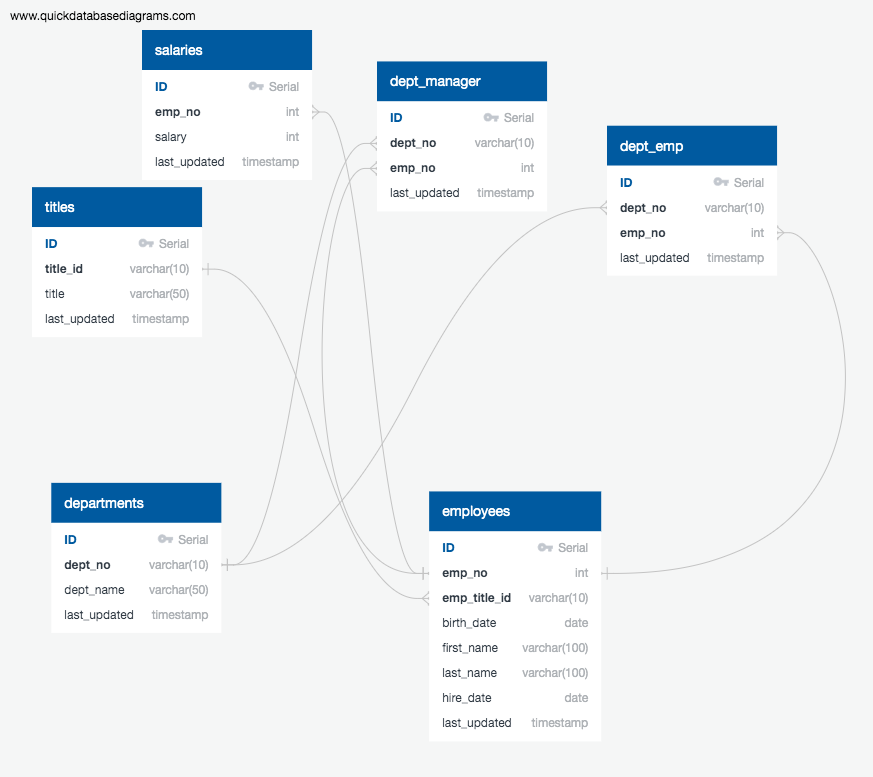 www.quickdatabasediagrams.com
salaries
ID Serial
emp_no int
salary int
last_updated timestamp
dept_manager
ID Serial
dept_no varchar(10)
emp_no int
last_updated timestamp
dept_emp
ID Serial
dept_no varchar(10)
emp_no int
last_updated timestamp
titles
ID Serial
title_id varchar(10)
title varchar(50)
last_updated timestamp
departments
ID Serial
dept_no varchar(10)
dept_name varchar(50)
last_updated timestamp
employees
ID Serial
emp_no int
emp_title_id varchar(10)
birth_date date
first_name varchar(100)
last_name varchar(100)
hire_date date
last_updated timestamp